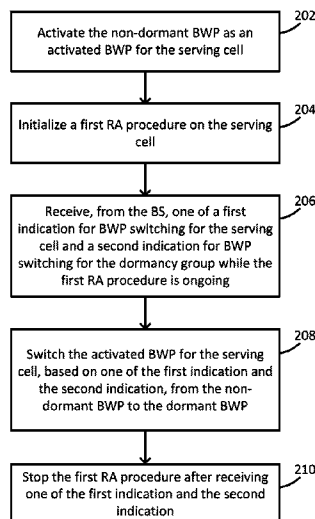 202
Activate the non-dormant BWP as an
activated BWP for the serving cell
204
Initialize a first RA procedure on the serving
cell
206
Receive, from the BS, one of a first
indication for BWP switching for the serving
cell and a second indication for BWP
switching for the dormancy group while the
first RA procedure is ongoing
208
Switch the activated BWP for the serving
cell, based on one of the first indication and
the second indication, from the non-
dormant BWP to the dormant BWP
210
Stop the first RA procedure after receiving
one of the first indication and the second
indication